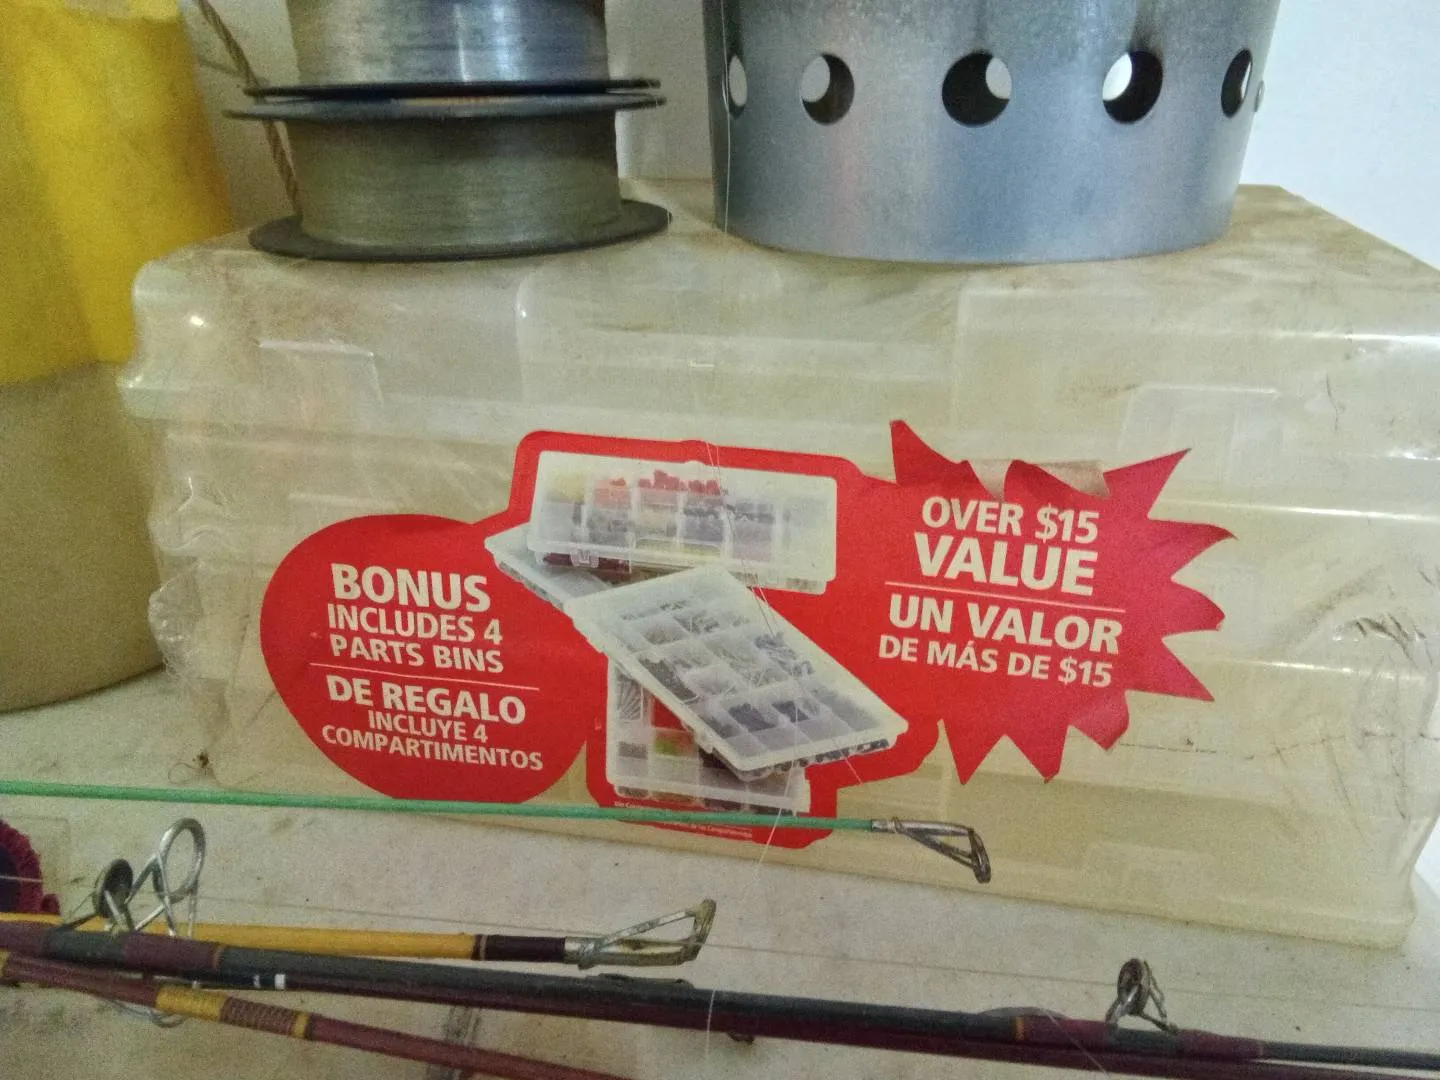 BONUS
INCLUDES 4
PARTS BINS
DE REGALO
INCLUYE 4
COMPARTIMENTOS
OVER $15
VALUE
UN VALOR
DE MÁS DE $15